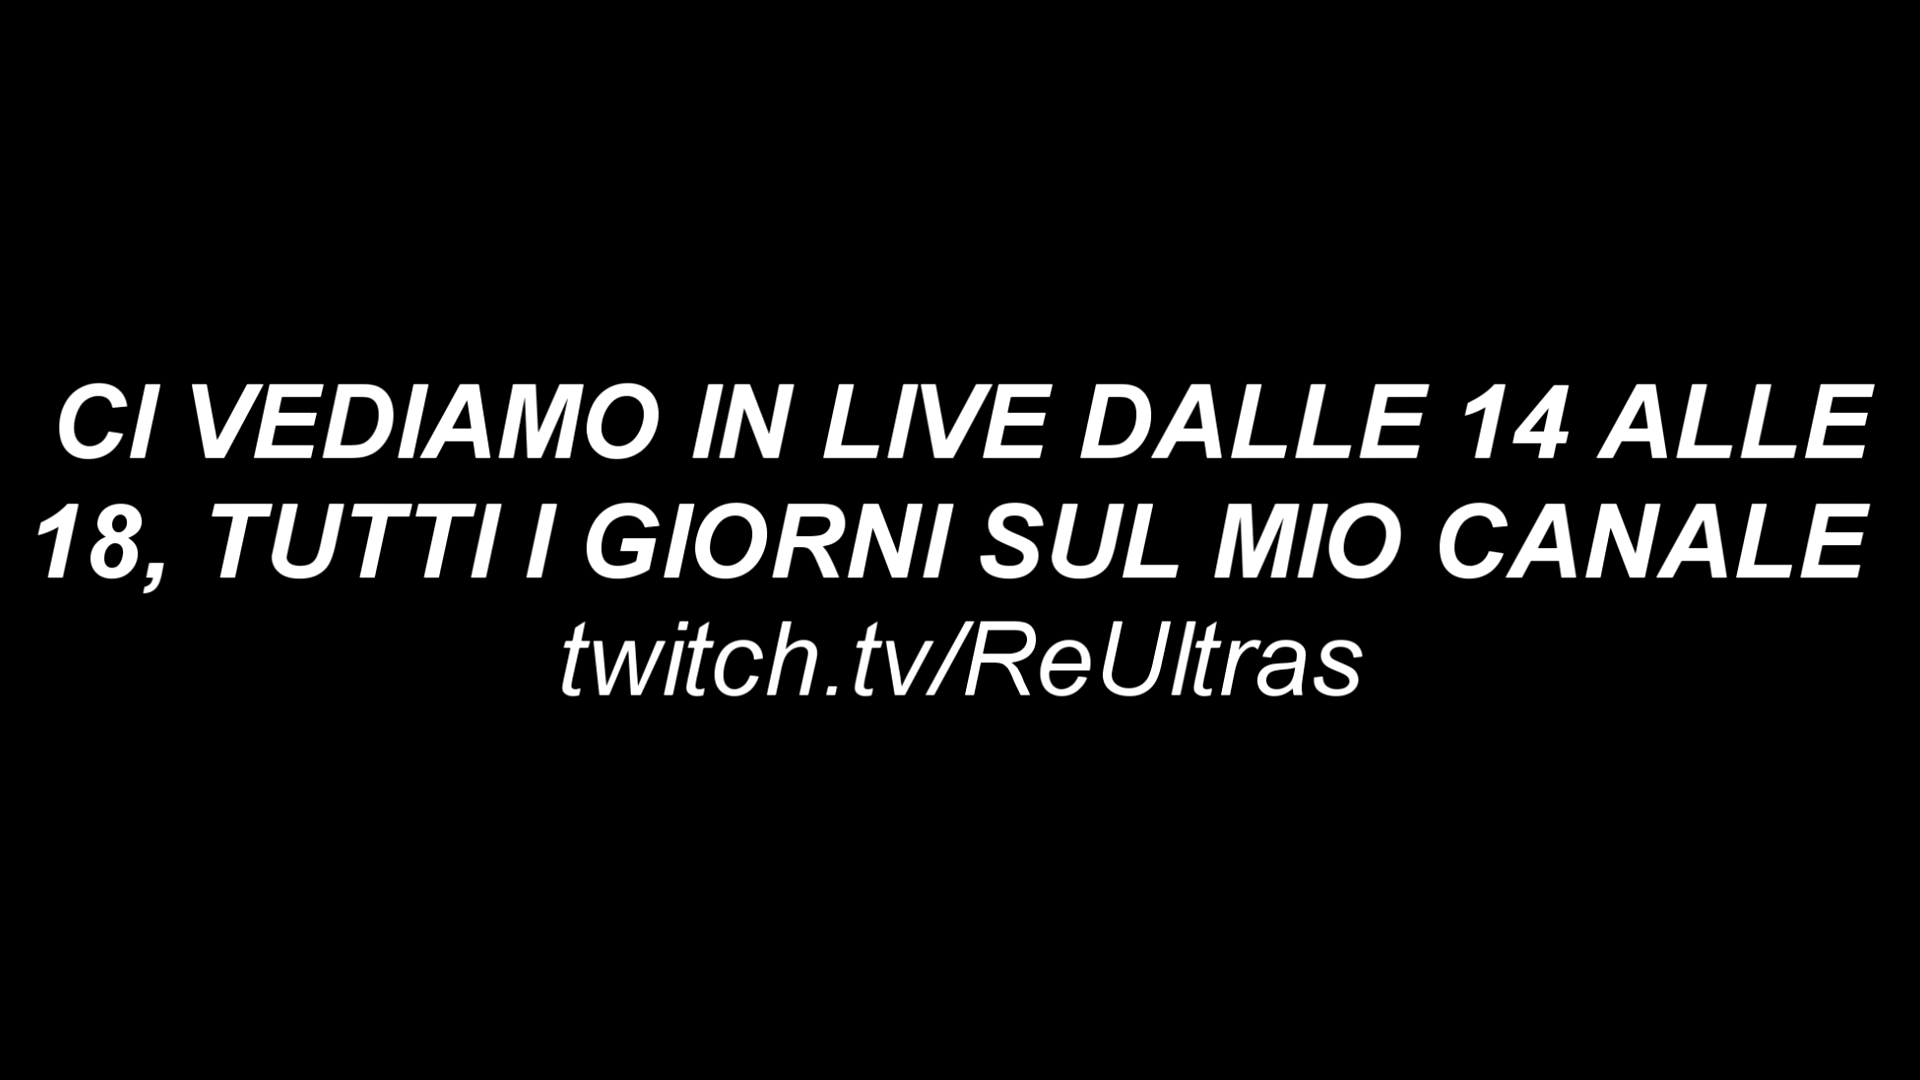 CI VEDIAMO IN LIVE DALLE 14 ALLE
18, TUTTI I GIORNI SUL MIO CANALE
twitch.tv/ReUltras